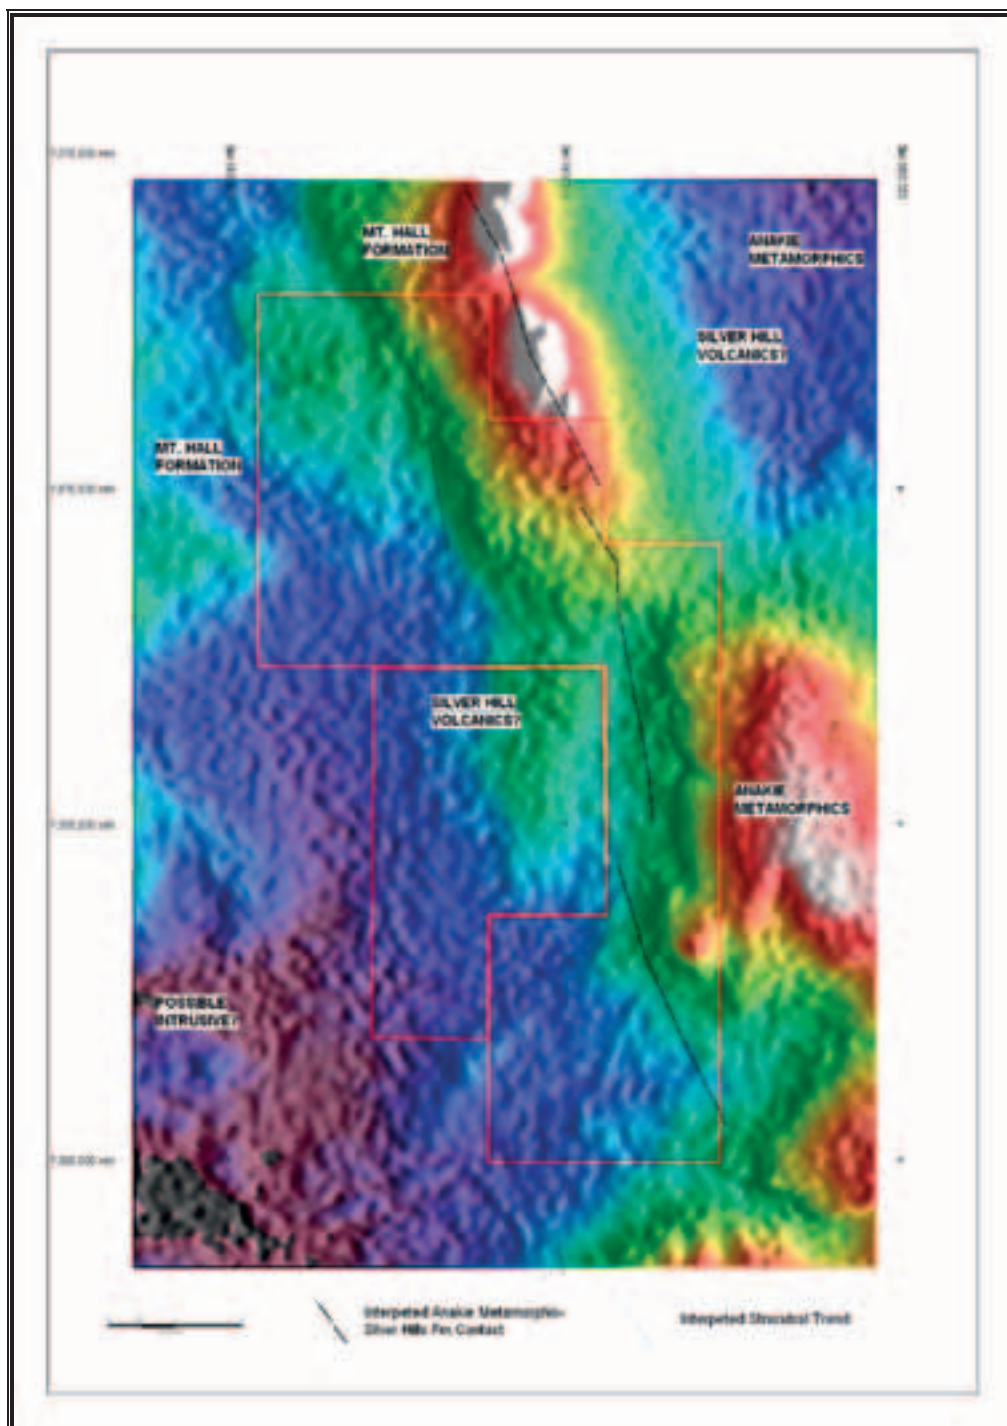 MT. HALL
FORMATION
ANAKIE
METAMORPHICS
SILVER HILL
VOLCANICS?
MT. HALL
FORMATION
SILVER HILL
VOLCANICS?
ANAKIE
METAMORPHICS
POSSIBLE
INTRUSIVE?
Interpeted Anakie Metamorphic-
Silver Hills Fm Contact
Interpeted Structural Trend